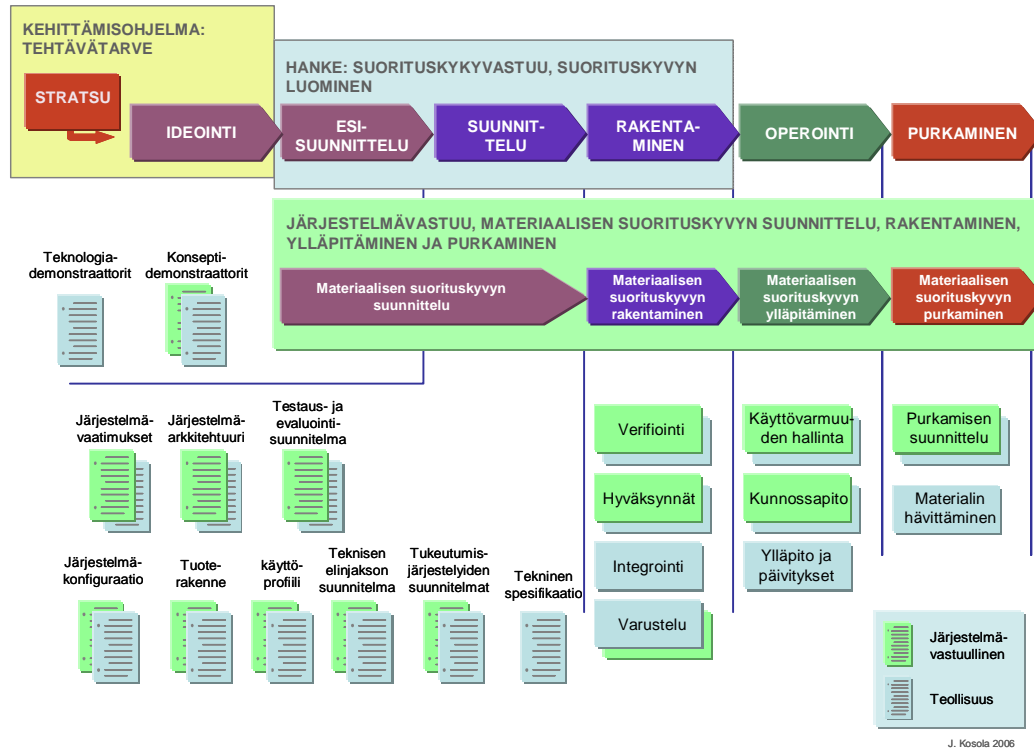 KEHITTÄMISOHJELMA:
TEHTÄVÄTARVE
HANKE: SUORITUSKYKYVASTUU, SUORITUSKYVYN
LUOMINEN
STRATSU
IDEOINTI
ESI-
SUUNNITTELU
SUUNNIT-
TELU
RAKENTA-
MINEN
OPEROINTI
PURKAMINEN
JÄRJESTELMÄVASTUU, MATERIAALISEN SUORITUSKYVYN SUUNNITTELU, RAKENTAMINEN,
YLLÄPITÄMINEN JA PURKAMINEN
Materiaalisen suorituskyvyn
suunnittelu
Materiaalisen
suorituskyvyn
rakentaminen
Materiaalisen
suorituskyvyn
ylläpitäminen
Materiaalisen
suorituskyvyn
purkaminen
Teknologia-
demonstraattorit
Konsepti-
demonstraattorit
Järjestelmä-
vaatimukset
Järjestelmä-
arkkitehtuuri
Testaus- ja
evaluointi-
suunnitelma
Järjestelmä-
konfiguraatio
Tuote-
rakenne
käyttö-
profiili
Teknisen
elinjakson
suunnitelma
Tukeutumis-
järjestelyiden
suunnitelmat
Tekninen
spesifikaatio
Verifiointi
Hyväksynnät
Integrointi
Varustelu
Käyttövarmuu-
den hallinta
Kunnossapito
Ylläpito ja
päivitykset
Purkamisen
suunnittelu
Materialin
hävittäminen
Järjestelmä-
vastuullinen
Teollisuus
J. Kosola 2006